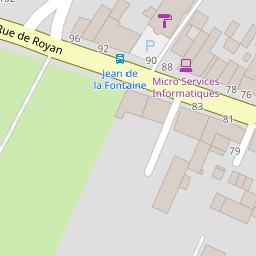 102
Rue de Royan
96
92
Jean de
la Fontaine
P
90
88
Micro Services
Informatiques
78
76
83
81
79